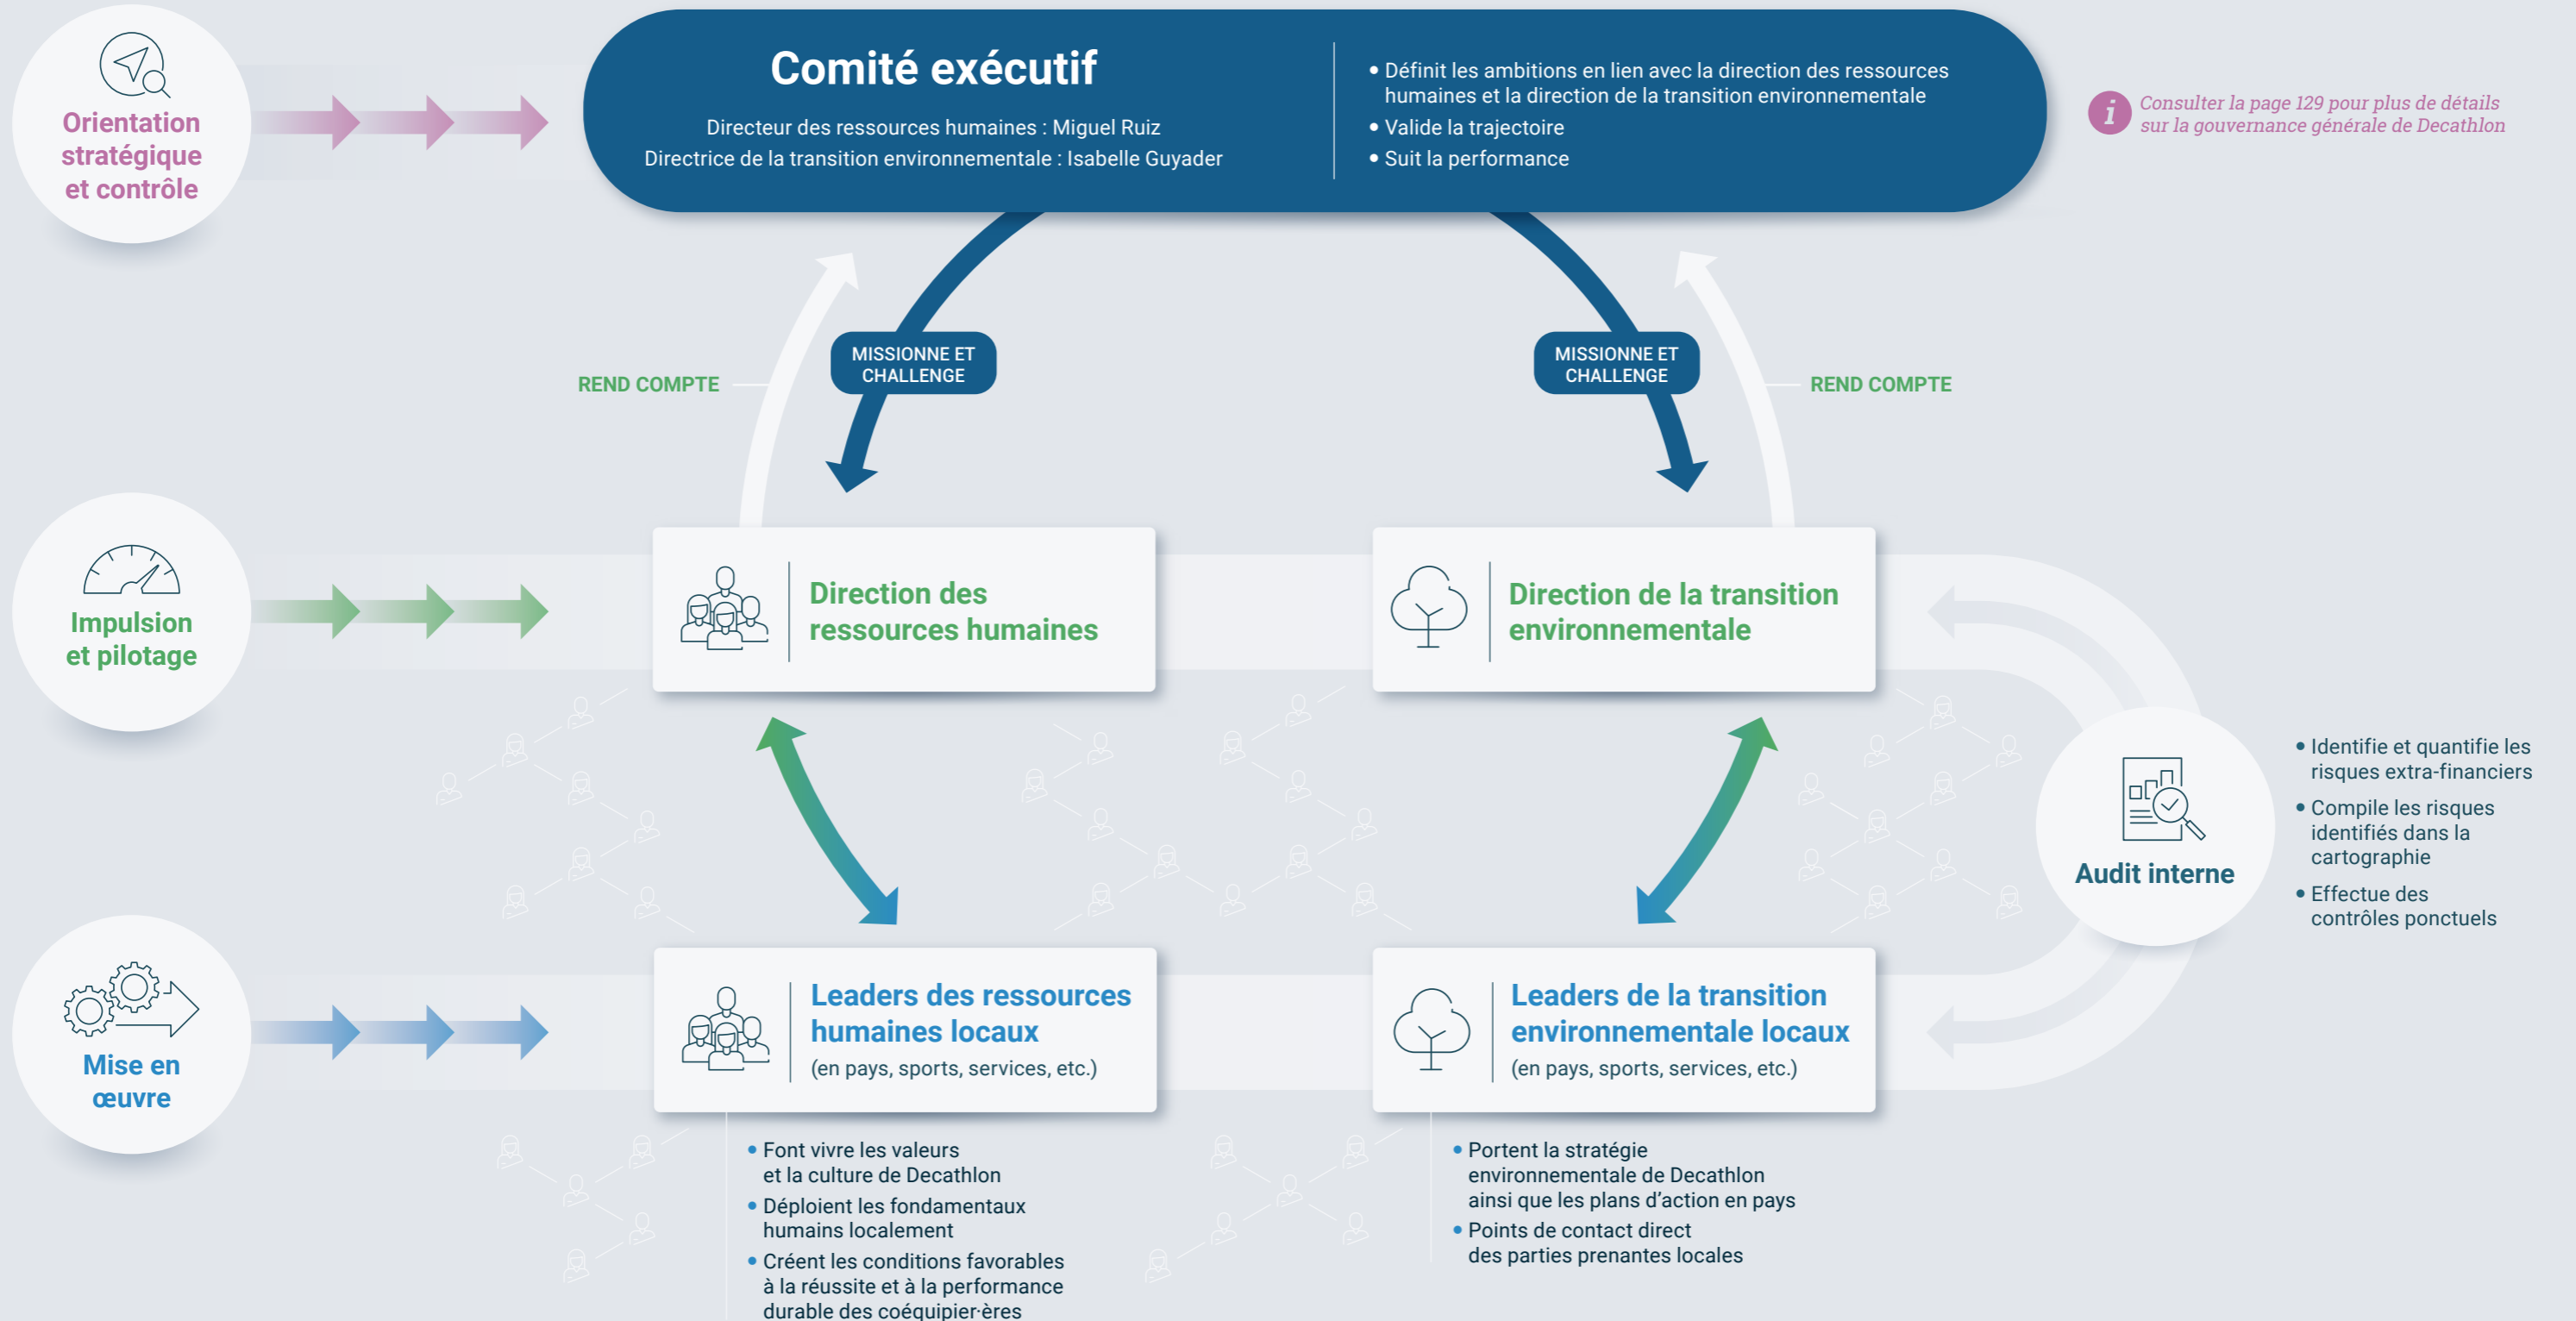 Orientation
stratégique
et contrôle
Comité exécutif
Directeur des ressources humaines : Miguel Ruiz
Directrice de la transition environnementale : Isabelle Guyader
• Définit les ambitions en lien avec la direction des ressources
humaines et la direction de la transition environnementale
• Valide la trajectoire
• Suit la performance
i
Consulter la page 129 pour plus de détails
sur la gouvernance générale de Decathlon
REND COMPTE
MISSIONNE ET
CHALLENGE
MISSIONNE ET
CHALLENGE
REND COMPTE
Impulsion
et pilotage
Direction des
ressources humaines
Direction de la transition
environnementale
Audit interne
• Identifie et quantifie les
risques extra-financiers
• Compile les risques
identifiés dans la
cartographie
• Effectue des
contrôles ponctuels
Mise en
œuvre
Leaders des ressources
humaines locaux
(en pays, sports, services, etc.)
• Font vivre les valeurs
et la culture de Decathlon
• Déploient les fondamentaux
humains localement
• Créent les conditions favorables
à la réussite et à la performance
durable des coéquipier·ères
Leaders de la transition
environnementale locaux
(en pays, sports, services, etc.)
• Portent la stratégie
environnementale de Decathlon
ainsi que les plans d’action en pays
• Points de contact direct
des parties prenantes locales